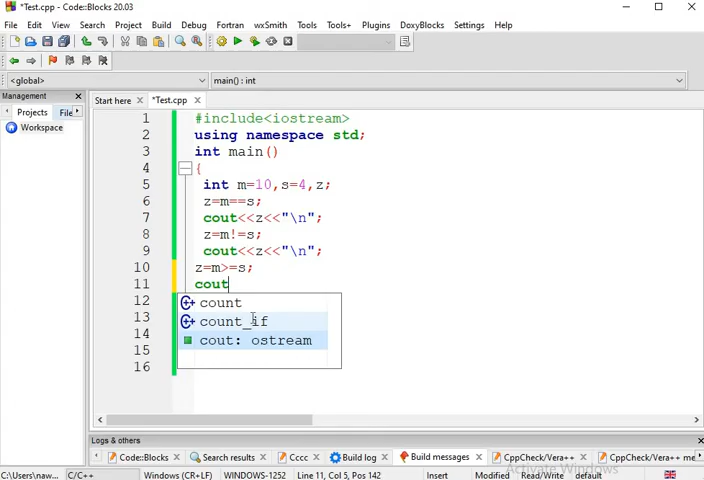 *Test.cpp - Code::Blocks 20.03
File Edit View Search Project Build Debug Fortran wxSmith Tools Tools+ Plugins DoxyBlocks Settings Help
<global> main() : int
Management
Start here *Test.cpp
Projects File
Workspace
1 #include<iostream>
2 using namespace std;
3 int main()
4 {
5 int m=10,s=4,z;
6 z=m==s;
7 cout<<z<<"\n";
8 z=m!=s;
9 cout<<z<<"\n";
10 z=m>=s;
11 cout
12
count
13
count_if
14
cout: ostream
15
16
Logs & others
Code::Blocks Search results Cccc Build log Build messages CppCheck/Vera++ CppCheck/Vera++ me
Activate Windows
C:\Users\naw... C/C++ Windows (CR+LF) WINDOWS-1252 Line 11, Col 5, Pos 142 Insert Modified Read/Write default